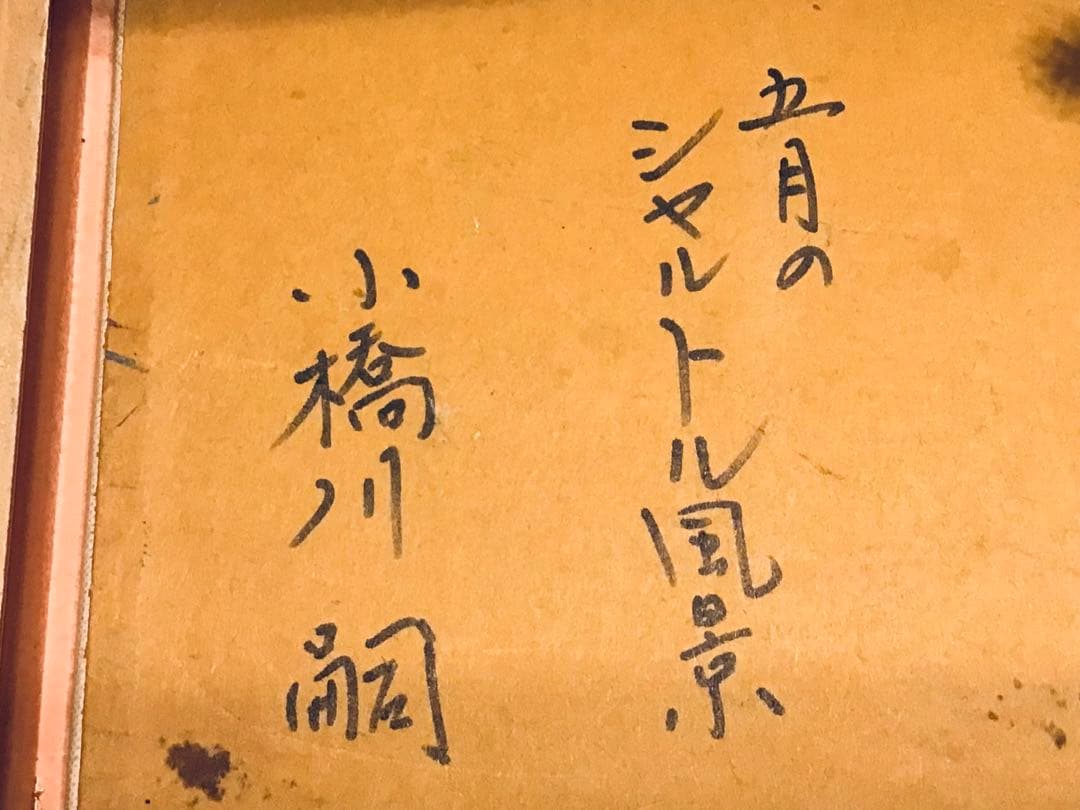 五月の
シャルトル風景
小橋川 嗣